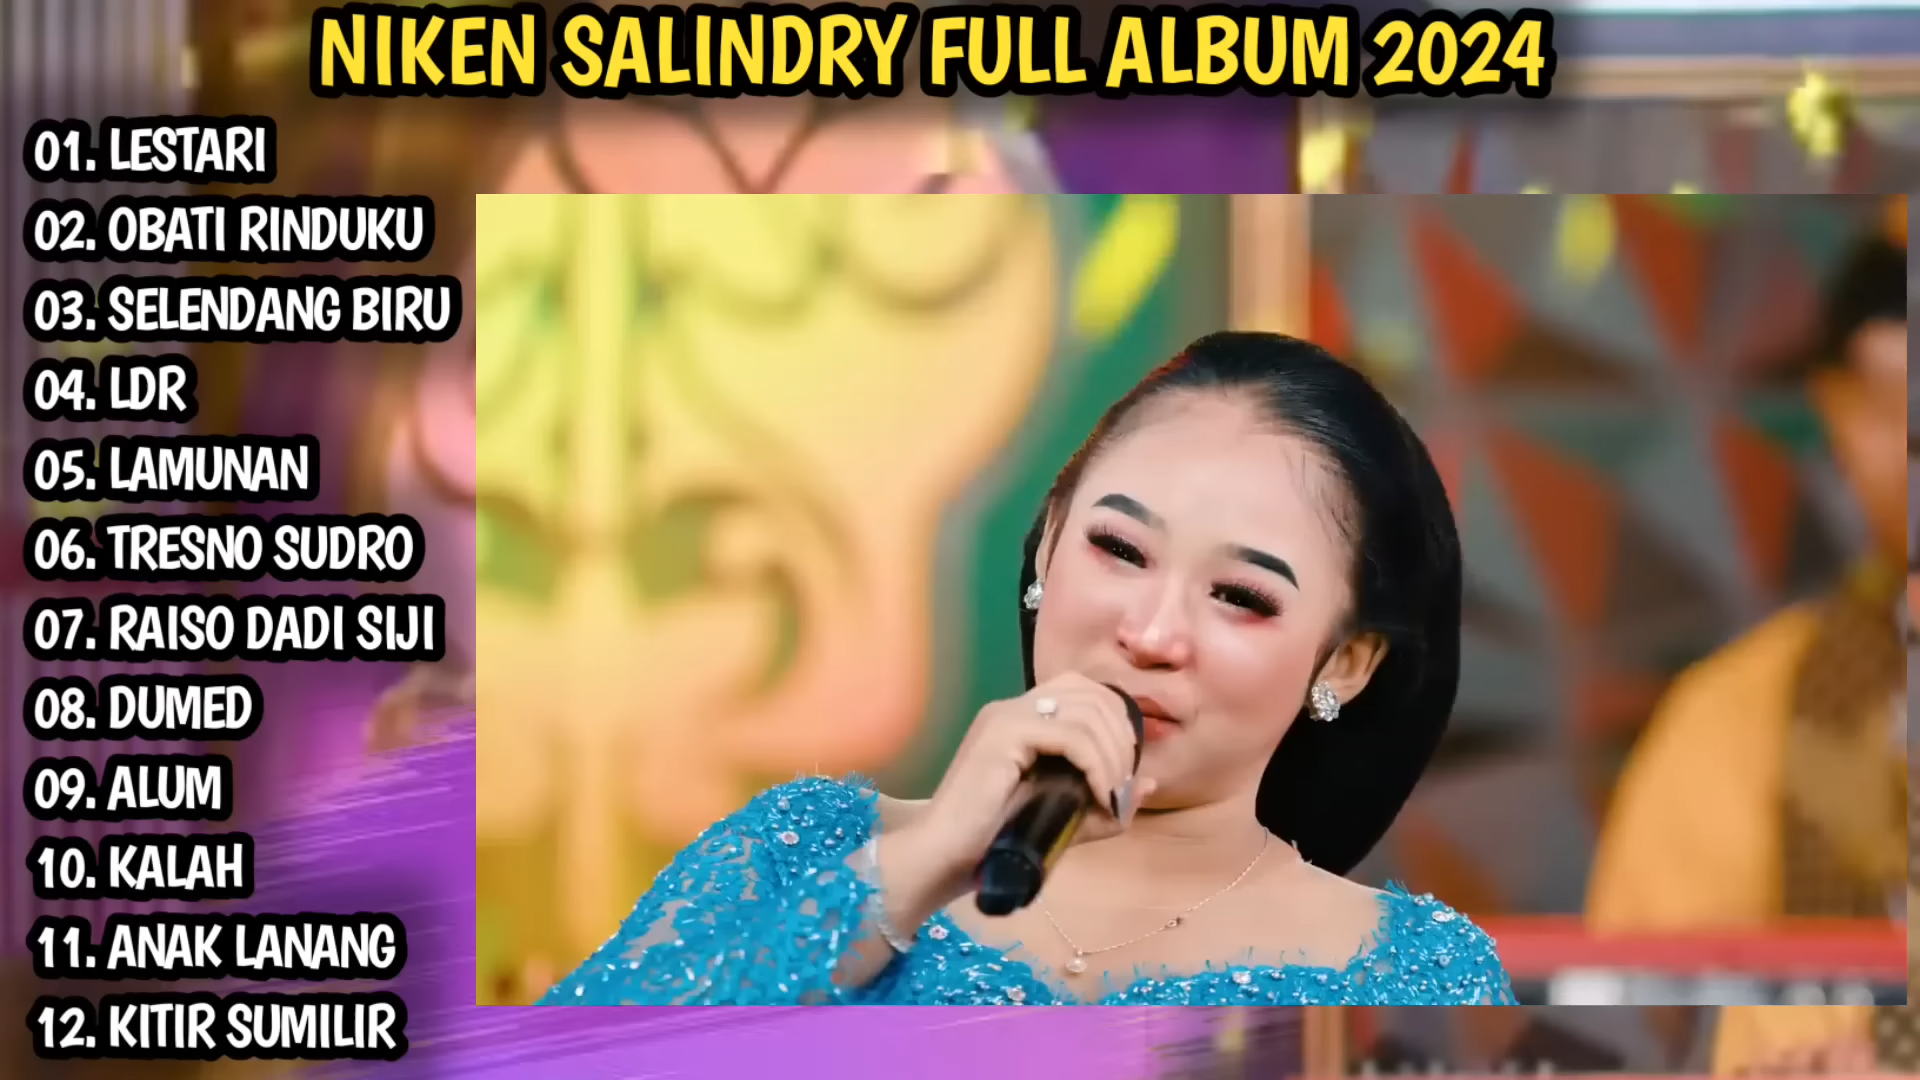 NIKEN SALINDRY FULL ALBUM 2024
01. LESTARI
02. OBATI RINDUKU
03. SELENDANG BIRU
04. LDR
05. LAMUNAN
06. TRESNO SUDRO
07. RAISO DADI SIJI
08. DUMED
09. ALUM
10. KALAH
11. ANAK LANANG
12. KITIR SUMILIR